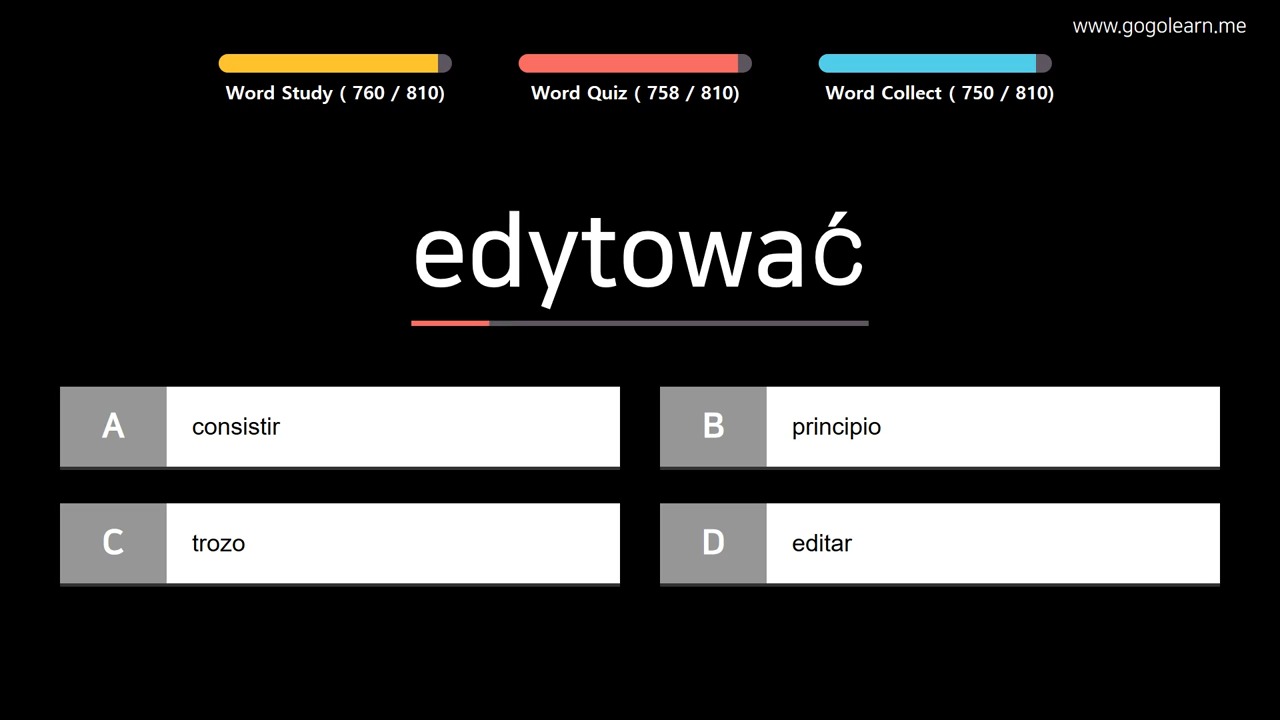 www.gogolearn.me
Word Study ( 760 / 810)
Word Quiz ( 758 / 810)
Word Collect ( 750 / 810)
edytować
A consistir
B principio
C trozo
D editar